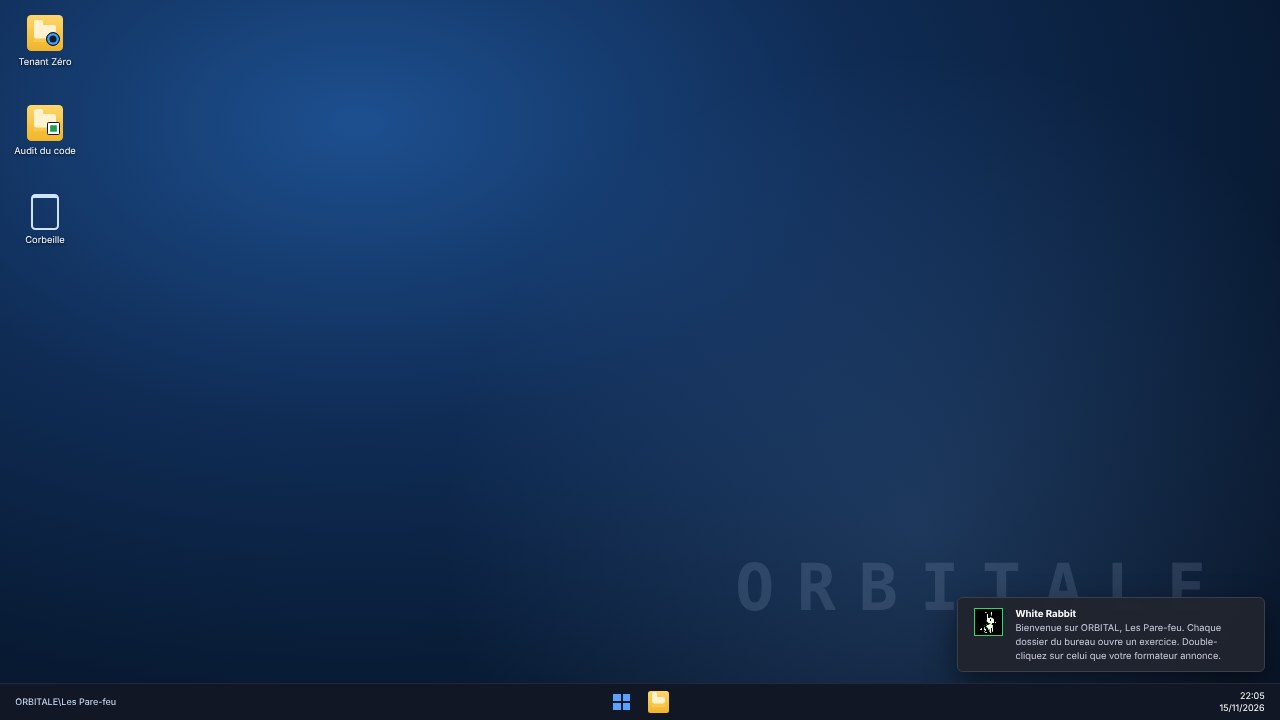 Tenant Zéro
Audit du code
Corbeille
ORBITALE
White Rabbit
Bienvenue sur ORBITAL, Les Pare-feu. Chaque
dossier du bureau ouvre un exercice. Double-
cliquez sur celui que votre formateur annonce.
ORBITALE\Les Pare-feu
22:05
15/11/2026